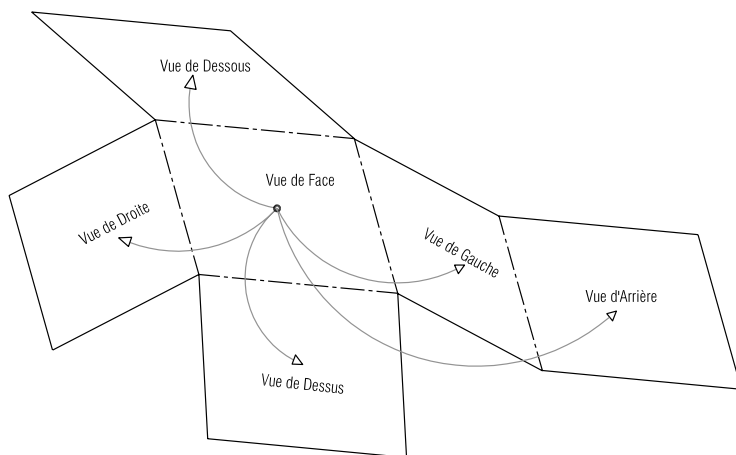 Vue de Dessous
Vue de Face
Vue de Droite
Vue de Gauche
Vue d'Arrière
Vue de Dessus